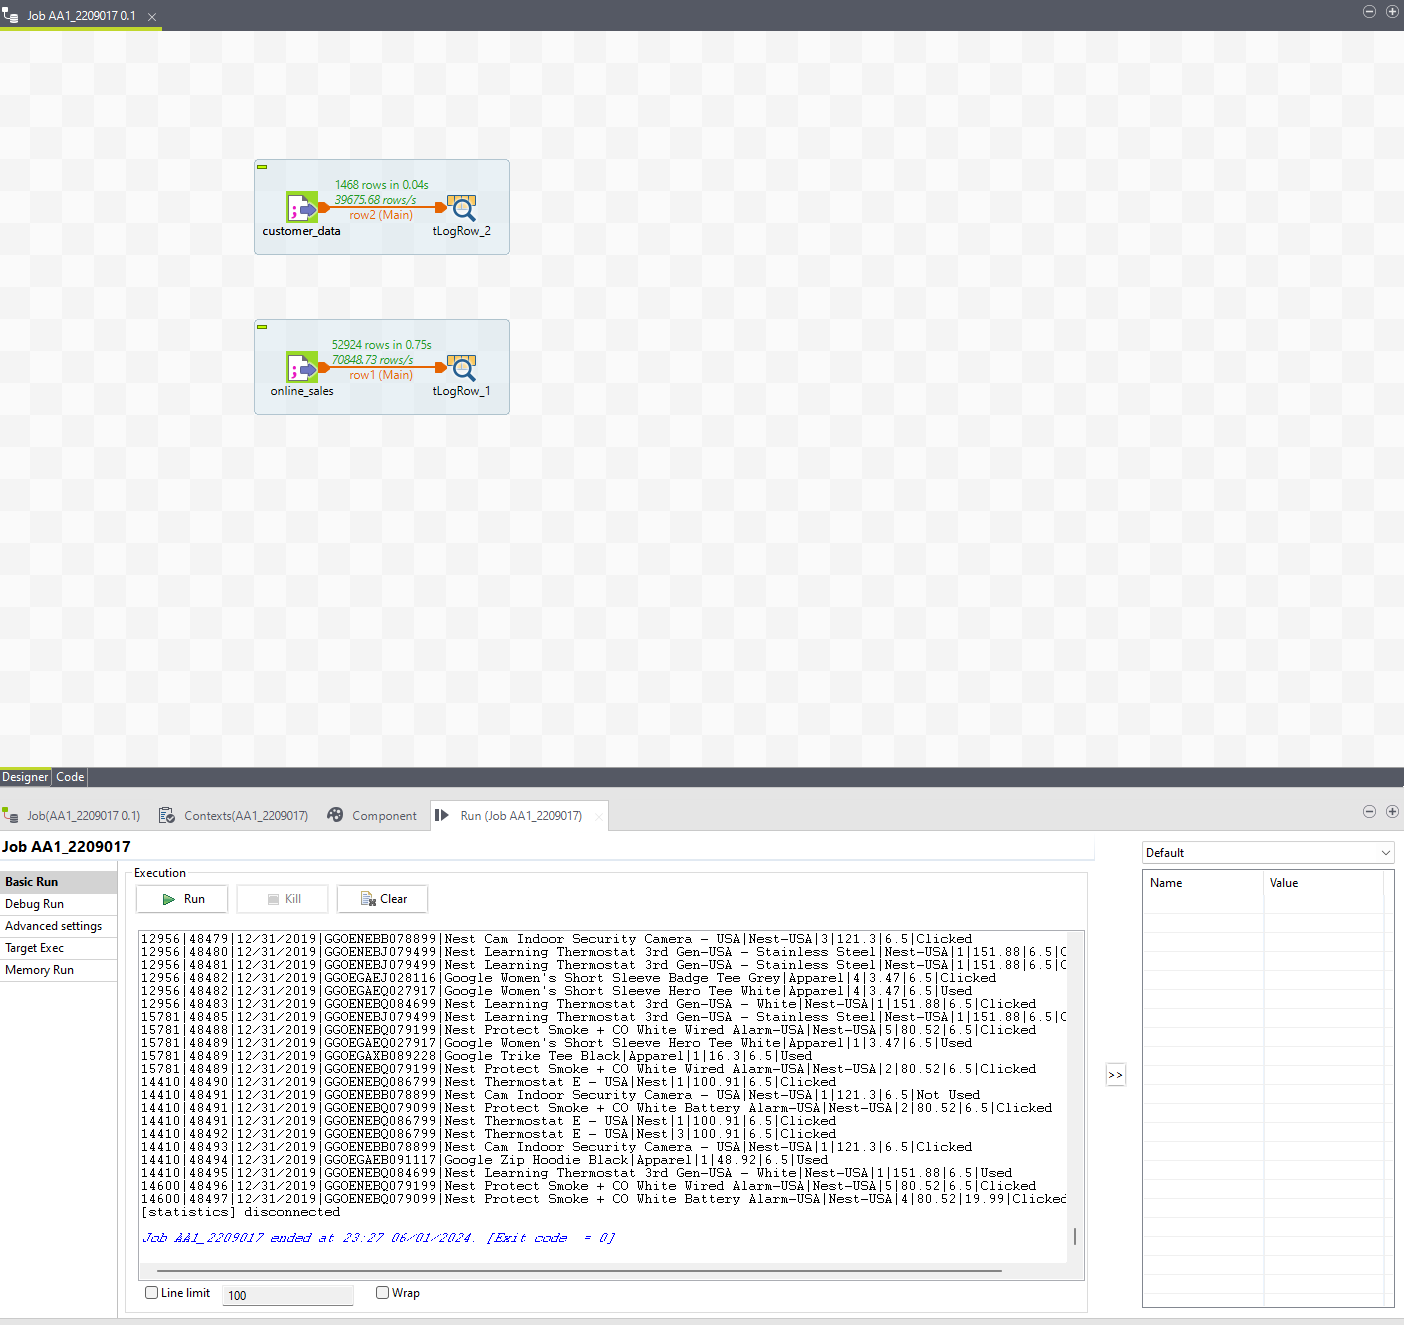 Job AA1_2209017 0.1
1468 rows in 0.04s
39675.68 rows/s
row2 (Main)
customer_data
tLogRow_2
52924 rows in 0.75s
70848.73 rows/s
row1 (Main)
online_sales
tLogRow_1
Designer Code
Job(AA1_2209017 0.1) Contexts(AA1_2209017) Component Run (Job AA1_2209017)
Job AA1_2209017
Default
Basic Run
Debug Run
Advanced settings
Target Exec
Memory Run
Execution
Run Kill Clear
12956|48479|12/31/2019|GGOENEBB078899|Nest Cam Indoor Security Camera - USA|Nest-USA|3|121.3|6.5|Clicked
12956|48480|12/31/2019|GGOENEBJ079499|Nest Learning Thermostat 3rd Gen-USA - Stainless Steel|Nest-USA|1|151.88|6.5|C
12956|48481|12/31/2019|GGOENEBJ079499|Nest Learning Thermostat 3rd Gen-USA - Stainless Steel|Nest-USA|1|151.88|6.5|C
12956|48482|12/31/2019|GGOEGAEJ028116|Google Women's Short Sleeve Badge Tee Grey|Apparel|4|3.47|6.5|Clicked
12956|48482|12/31/2019|GGOEGAEQ027917|Google Women's Short Sleeve Hero Tee White|Apparel|4|3.47|6.5|Used
12956|48483|12/31/2019|GGOENEBQ084699|Nest Learning Thermostat 3rd Gen-USA - White|Nest-USA|1|151.88|6.5|Clicked
15781|48485|12/31/2019|GGOENEBJ079499|Nest Learning Thermostat 3rd Gen-USA - Stainless Steel|Nest-USA|1|151.88|6.5|C
15781|48488|12/31/2019|GGOENEBQ079199|Nest Protect Smoke + CO White Wired Alarm-USA|Nest-USA|5|80.52|6.5|Clicked
15781|48489|12/31/2019|GGOEGAEQ027917|Google Women's Short Sleeve Hero Tee White|Apparel|1|3.47|6.5|Used
15781|48489|12/31/2019|GGOEGAXB089228|Google Trike Tee Black|Apparel|1|16.3|6.5|Used
15781|48489|12/31/2019|GGOENEBQ079199|Nest Protect Smoke + CO White Wired Alarm-USA|Nest-USA|2|80.52|6.5|Clicked
14410|48490|12/31/2019|GGOENEBQ086799|Nest Thermostat E - USA|Nest|1|100.91|6.5|Clicked
14410|48491|12/31/2019|GGOENEBB078899|Nest Cam Indoor Security Camera - USA|Nest-USA|1|121.3|6.5|Not Used
14410|48491|12/31/2019|GGOENEBQ079099|Nest Protect Smoke + CO White Battery Alarm-USA|Nest-USA|2|80.52|6.5|Clicked
14410|48491|12/31/2019|GGOENEBQ086799|Nest Thermostat E - USA|Nest|1|100.91|6.5|Clicked
14410|48492|12/31/2019|GGOENEBQ086799|Nest Thermostat E - USA|Nest|3|100.91|6.5|Clicked
14410|48493|12/31/2019|GGOENEBB078899|Nest Cam Indoor Security Camera - USA|Nest-USA|1|121.3|6.5|Clicked
14410|48494|12/31/2019|GGOEGAEB091117|Google Zip Hoodie Black|Apparel|1|48.92|6.5|Used
14410|48495|12/31/2019|GGOENEBQ084699|Nest Learning Thermostat 3rd Gen-USA - White|Nest-USA|1|151.88|6.5|Used
14600|48496|12/31/2019|GGOENEBQ079199|Nest Protect Smoke + CO White Wired Alarm-USA|Nest-USA|5|80.52|6.5|Clicked
14600|48497|12/31/2019|GGOENEBQ079099|Nest Protect Smoke + CO White Battery Alarm-USA|Nest-USA|4|80.52|19.99|Clicked
[statistics] disconnected
Job AA1_2209017 ended at 23:27 06/01/2024. [Exit code  = 0]
Line limit 100 Wrap
>>
Name Value